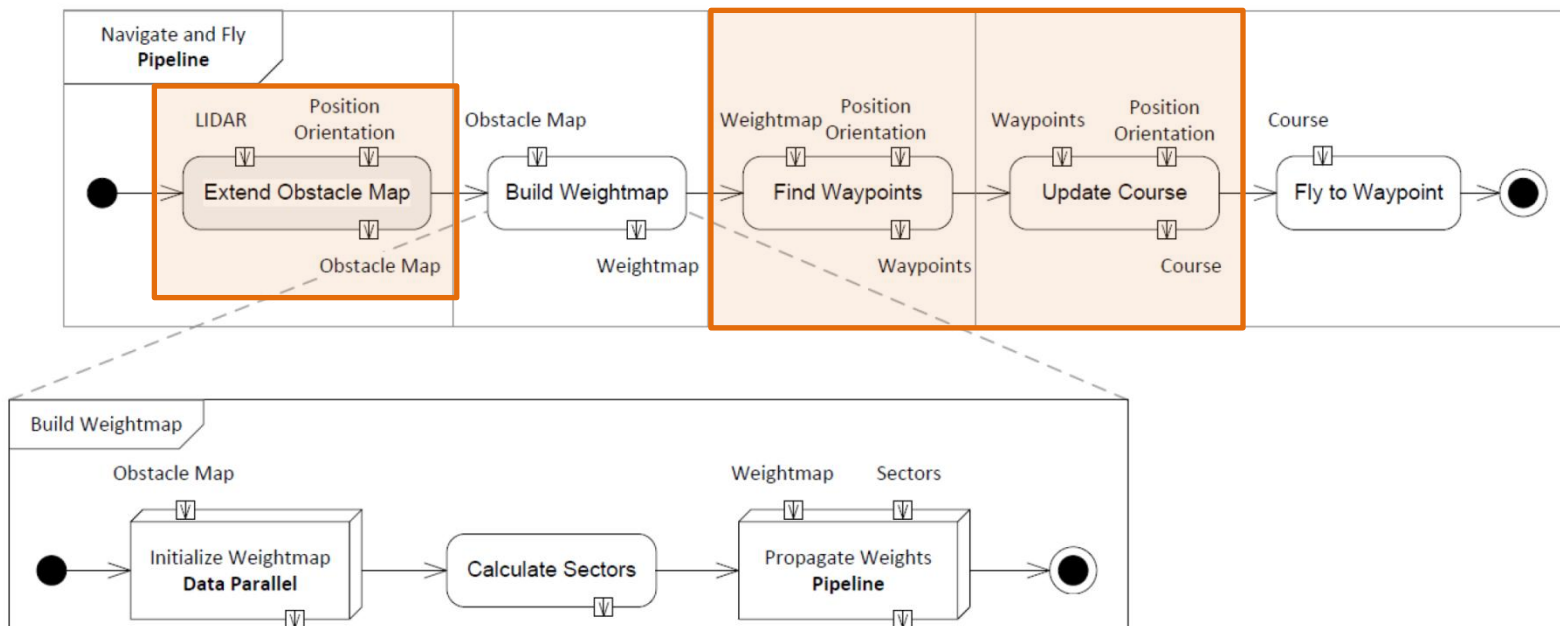 Navigate and Fly
Pipeline
LIDAR
Position
Orientation
Obstacle Map
Weightmap
Position
Orientation
Waypoints
Position
Orientation
Course
Extend Obstacle Map
Build Weightmap
Find Waypoints
Update Course
Fly to Waypoint
Obstacle Map
Weightmap
Waypoints
Course
Build Weightmap
Obstacle Map
Weightmap
Sectors
Initialize Weightmap
Data Parallel
Calculate Sectors
Propagate Weights
Pipeline